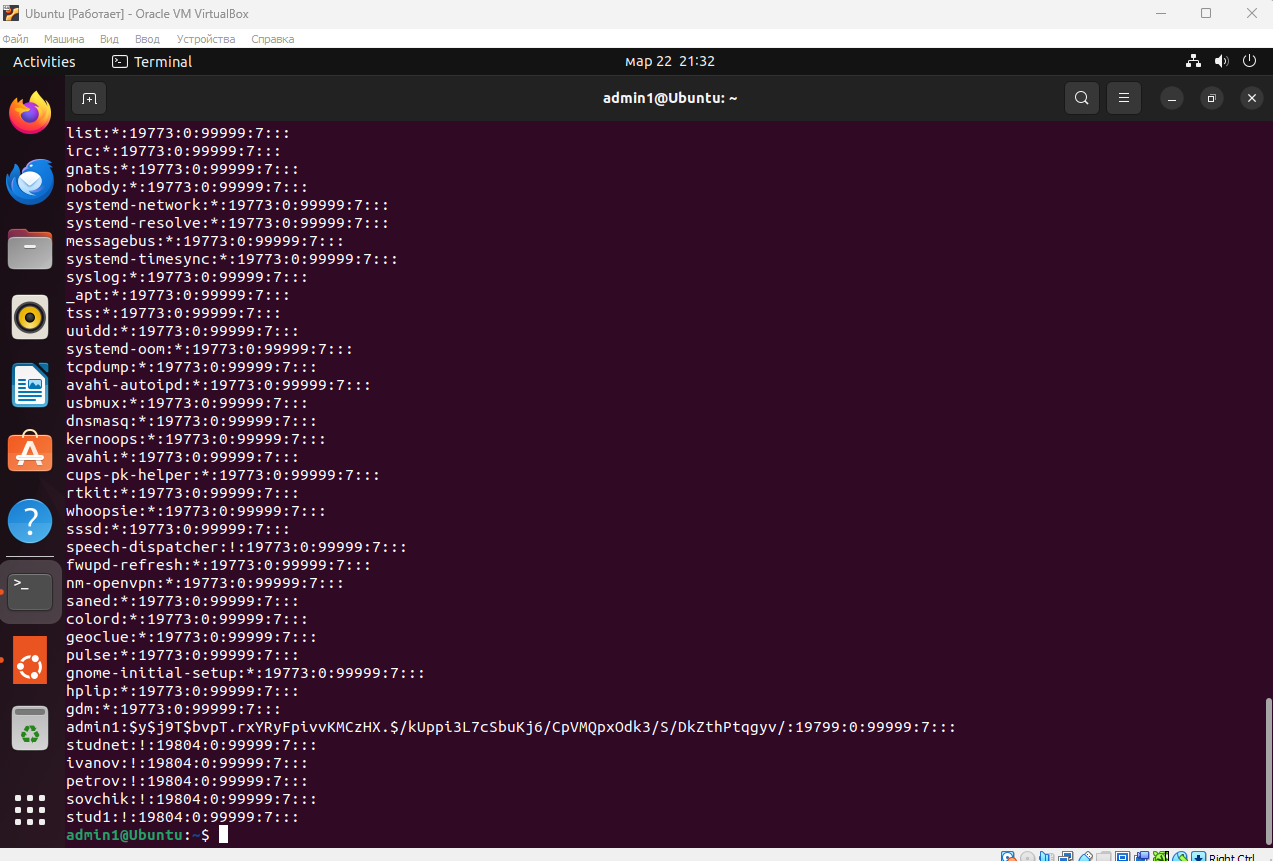 Ubuntu [Работает] - Oracle VM VirtualBox
Файл Машина Вид Ввод Устройства Справка
Activities Terminal мар 22 21:32
admin1@Ubuntu: ~
list:*:19773:0:99999:7:::
irc:*:19773:0:99999:7:::
gnats:*:19773:0:99999:7:::
nobody:*:19773:0:99999:7:::
systemd-network:*:19773:0:99999:7:::
systemd-resolve:*:19773:0:99999:7:::
messagebus:*:19773:0:99999:7:::
systemd-timesync:*:19773:0:99999:7:::
syslog:*:19773:0:99999:7:::
_apt:*:19773:0:99999:7:::
tss:*:19773:0:99999:7:::
uuidd:*:19773:0:99999:7:::
systemd-oom:*:19773:0:99999:7:::
tcpdump:*:19773:0:99999:7:::
avahi-autoipd:*:19773:0:99999:7:::
usbmux:*:19773:0:99999:7:::
dnsmasq:*:19773:0:99999:7:::
kernoops:*:19773:0:99999:7:::
avahi:*:19773:0:99999:7:::
cups-pk-helper:*:19773:0:99999:7:::
rtkit:*:19773:0:99999:7:::
whoopsie:*:19773:0:99999:7:::
sssd:*:19773:0:99999:7:::
speech-dispatcher:!:19773:0:99999:7:::
fwupd-refresh:*:19773:0:99999:7:::
nm-openvpn:*:19773:0:99999:7:::
saned:*:19773:0:99999:7:::
colord:*:19773:0:99999:7:::
geoclue:*:19773:0:99999:7:::
pulse:*:19773:0:99999:7:::
gnome-initial-setup:*:19773:0:99999:7:::
hplip:*:19773:0:99999:7:::
gdm:*:19773:0:99999:7:::
admin1:$y$j9T$bvpT.rxYRyFpivvKMCzHX.$/kUppi3L7cSbuKj6/CpVMQpxOdk3/S/DkZthPtqgyv/:19799:0:99999:7:::
studnet:!:19804:0:99999:7:::
ivanov:!:19804:0:99999:7:::
petrov:!:19804:0:99999:7:::
sovchik:!:19804:0:99999:7:::
stud1:!:19804:0:99999:7:::
admin1@Ubuntu:~$
Right Ctrl